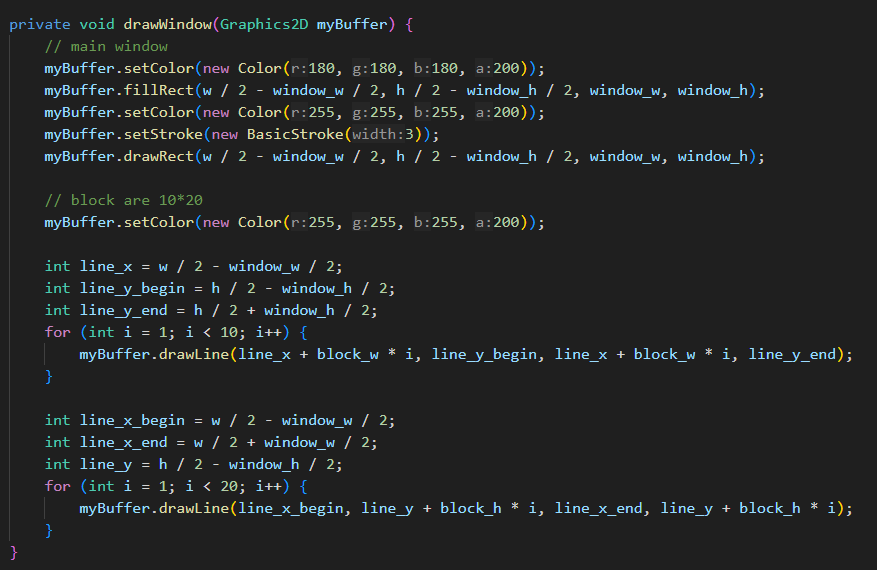 private void drawWindow(Graphics2D myBuffer) {
    // main window
    myBuffer.setColor(new Color(r:180, g:180, b:180, a:200));
    myBuffer.fillRect(w / 2 - window_w / 2, h / 2 - window_h / 2, window_w, window_h);
    myBuffer.setColor(new Color(r:255, g:255, b:255, a:200));
    myBuffer.setStroke(new BasicStroke(width:3));
    myBuffer.drawRect(w / 2 - window_w / 2, h / 2 - window_h / 2, window_w, window_h);

    // block are 10*20
    myBuffer.setColor(new Color(r:255, g:255, b:255, a:200));

    int line_x = w / 2 - window_w / 2;
    int line_y_begin = h / 2 - window_h / 2;
    int line_y_end = h / 2 + window_h / 2;
    for (int i = 1; i < 10; i++) {
        myBuffer.drawLine(line_x + block_w * i, line_y_begin, line_x + block_w * i, line_y_end);
    }

    int line_x_begin = w / 2 - window_w / 2;
    int line_x_end = w / 2 + window_w / 2;
    int line_y = h / 2 - window_h / 2;
    for (int i = 1; i < 20; i++) {
        myBuffer.drawLine(line_x_begin, line_y + block_h * i, line_x_end, line_y + block_h * i);
    }
}